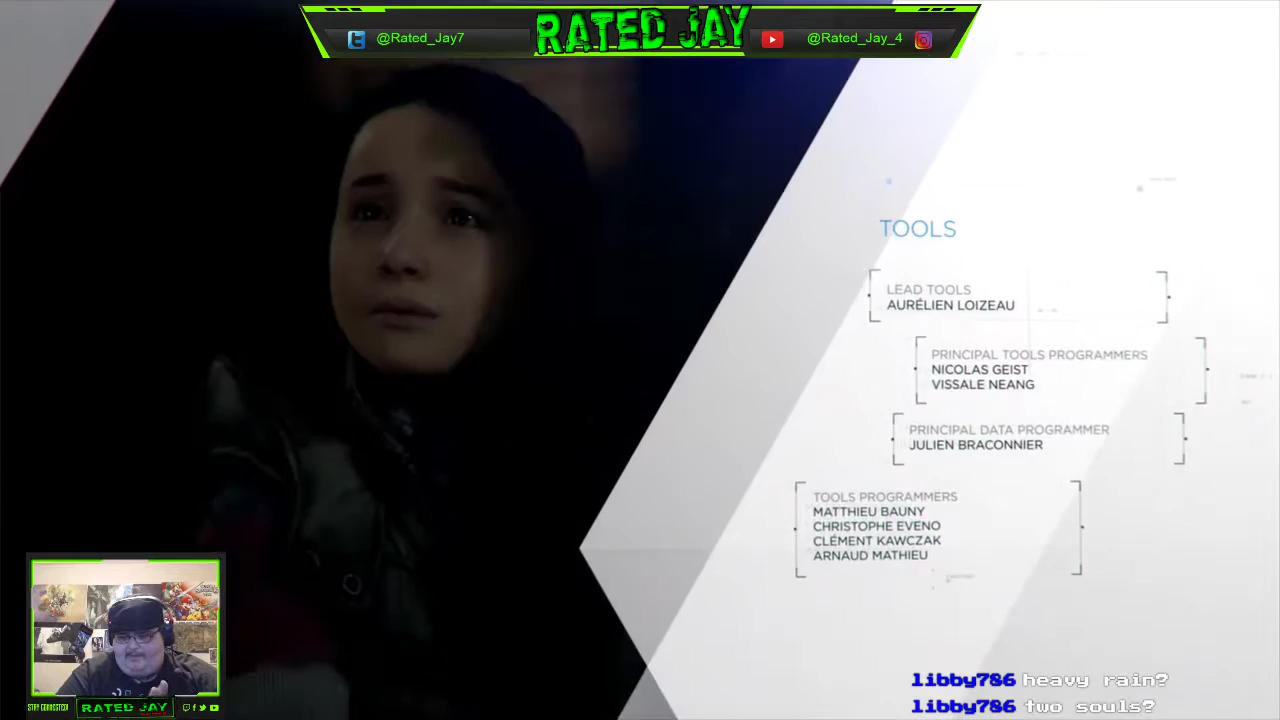 RATED JAY
@Rated_Jay7
@Rated_Jay_4
TOOLS
LEAD TOOLS
AURÉLIEN LOIZEAU
PRINCIPAL TOOLS PROGRAMMERS
NICOLAS GEIST
VISSALE NEANG
PRINCIPAL DATA PROGRAMMER
JULIEN BRACONNIER
TOOLS PROGRAMMERS
MATTHIEU BAUNY
CHRISTOPHE EVENO
CLÉMENT KAWCZAK
ARNAUD MATHIEU
libby786 heavy rain?
libby786 two souls?
RATED JAY